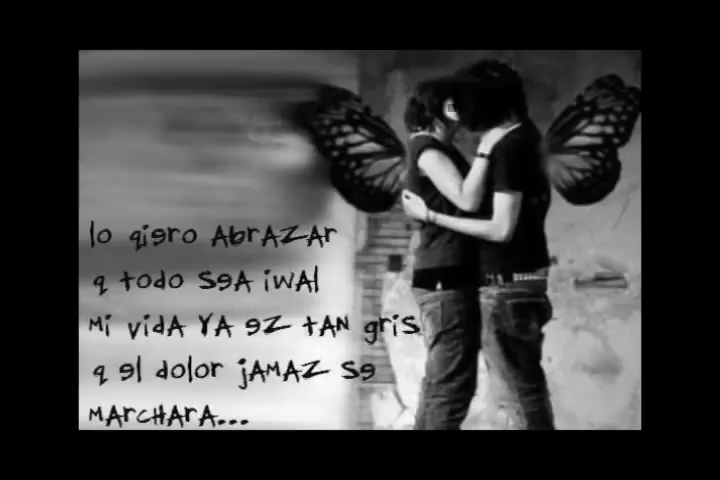 lo qiero AbrAZAr
q todo seA iwAl
Mi vidA YA eZ tAN gris
q el dolor jAMAZ se
MArcHArA...